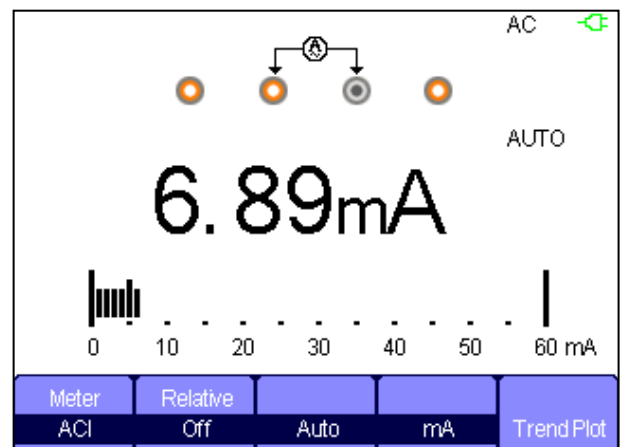 AC
A
AUTO
6.89mA
0 10 20 30 40 50 60 mA
Meter Relative
ACI Off Auto mA Trend Plot